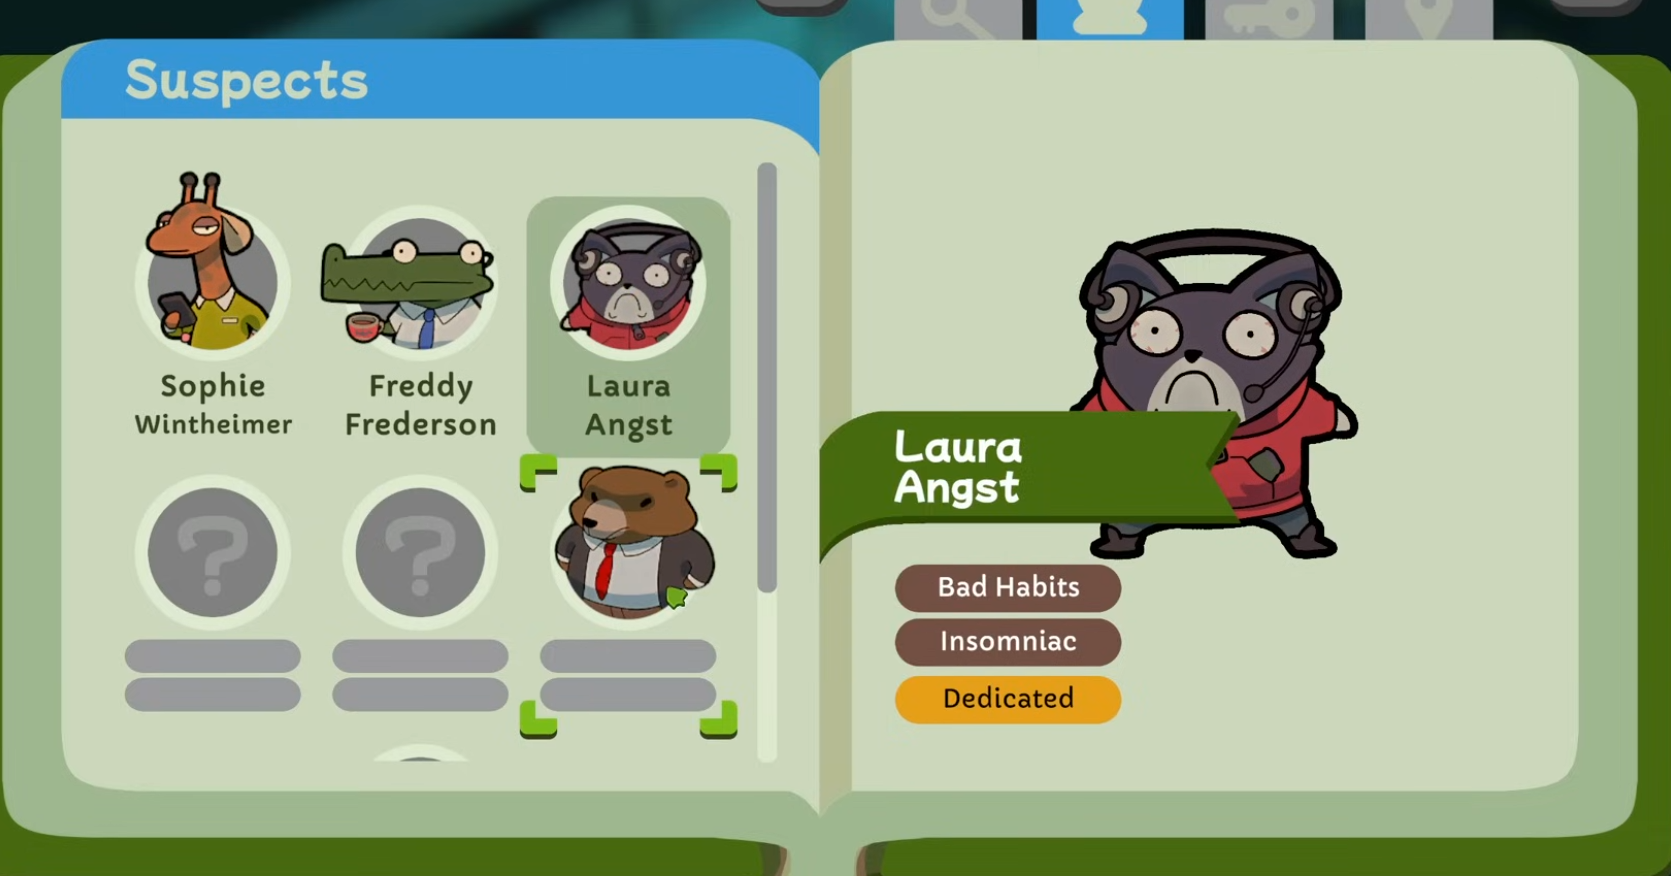 Suspects
Sophie
Wintheimer
Freddy
Frederson
Laura
Angst
?
?
Laura
Angst
Bad Habits
Insomniac
Dedicated